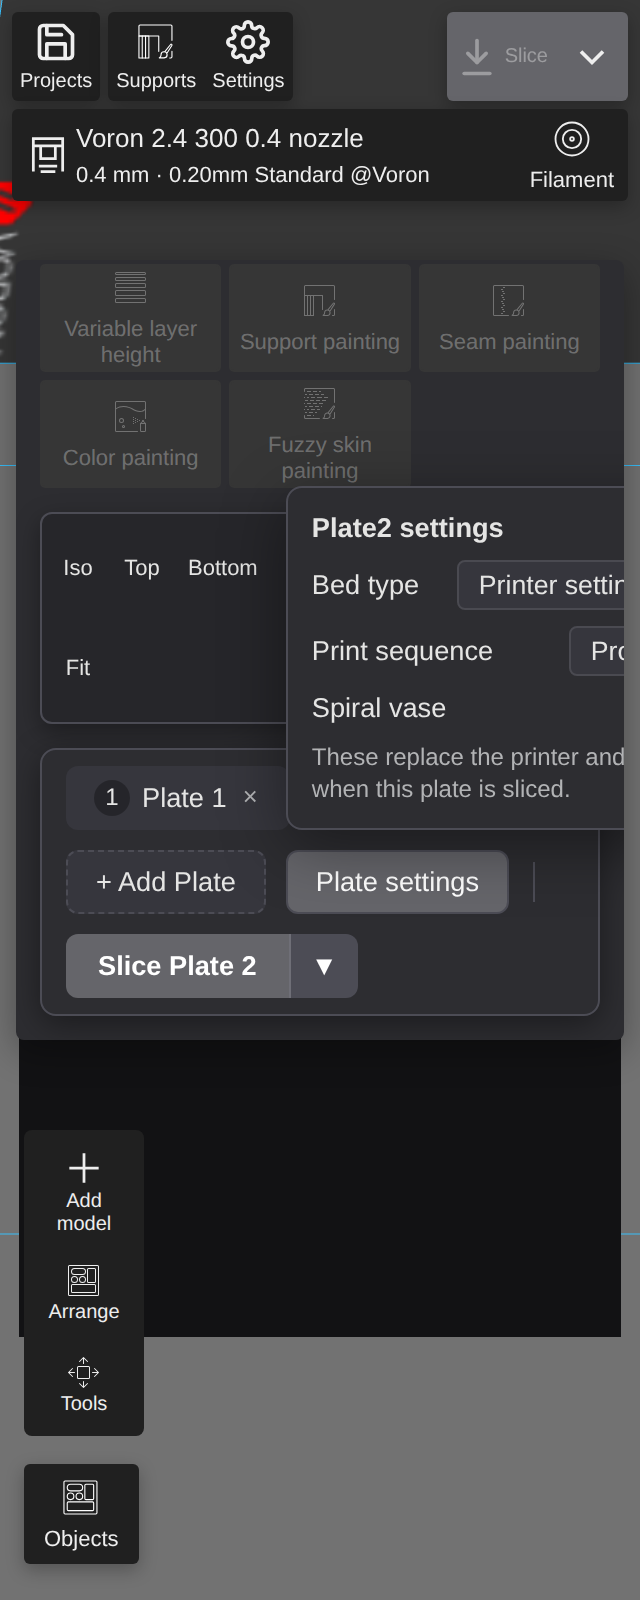 Projects
Supports
Settings
Slice
Voron 2.4 300 0.4 nozzle
0.4 mm · 0.20mm Standard @Voron
Filament
Variable layer
height
Support painting
Seam painting
Color painting
Fuzzy skin
painting
Iso
Top
Bottom
Fit
Plate2 settings
Bed type
Printer settin
Print sequence
Pro
Spiral vase
These replace the printer and
when this plate is sliced.
1 Plate 1 ×
+ Add Plate
Plate settings
Slice Plate 2 ▼
Add
model
Arrange
Tools
Objects